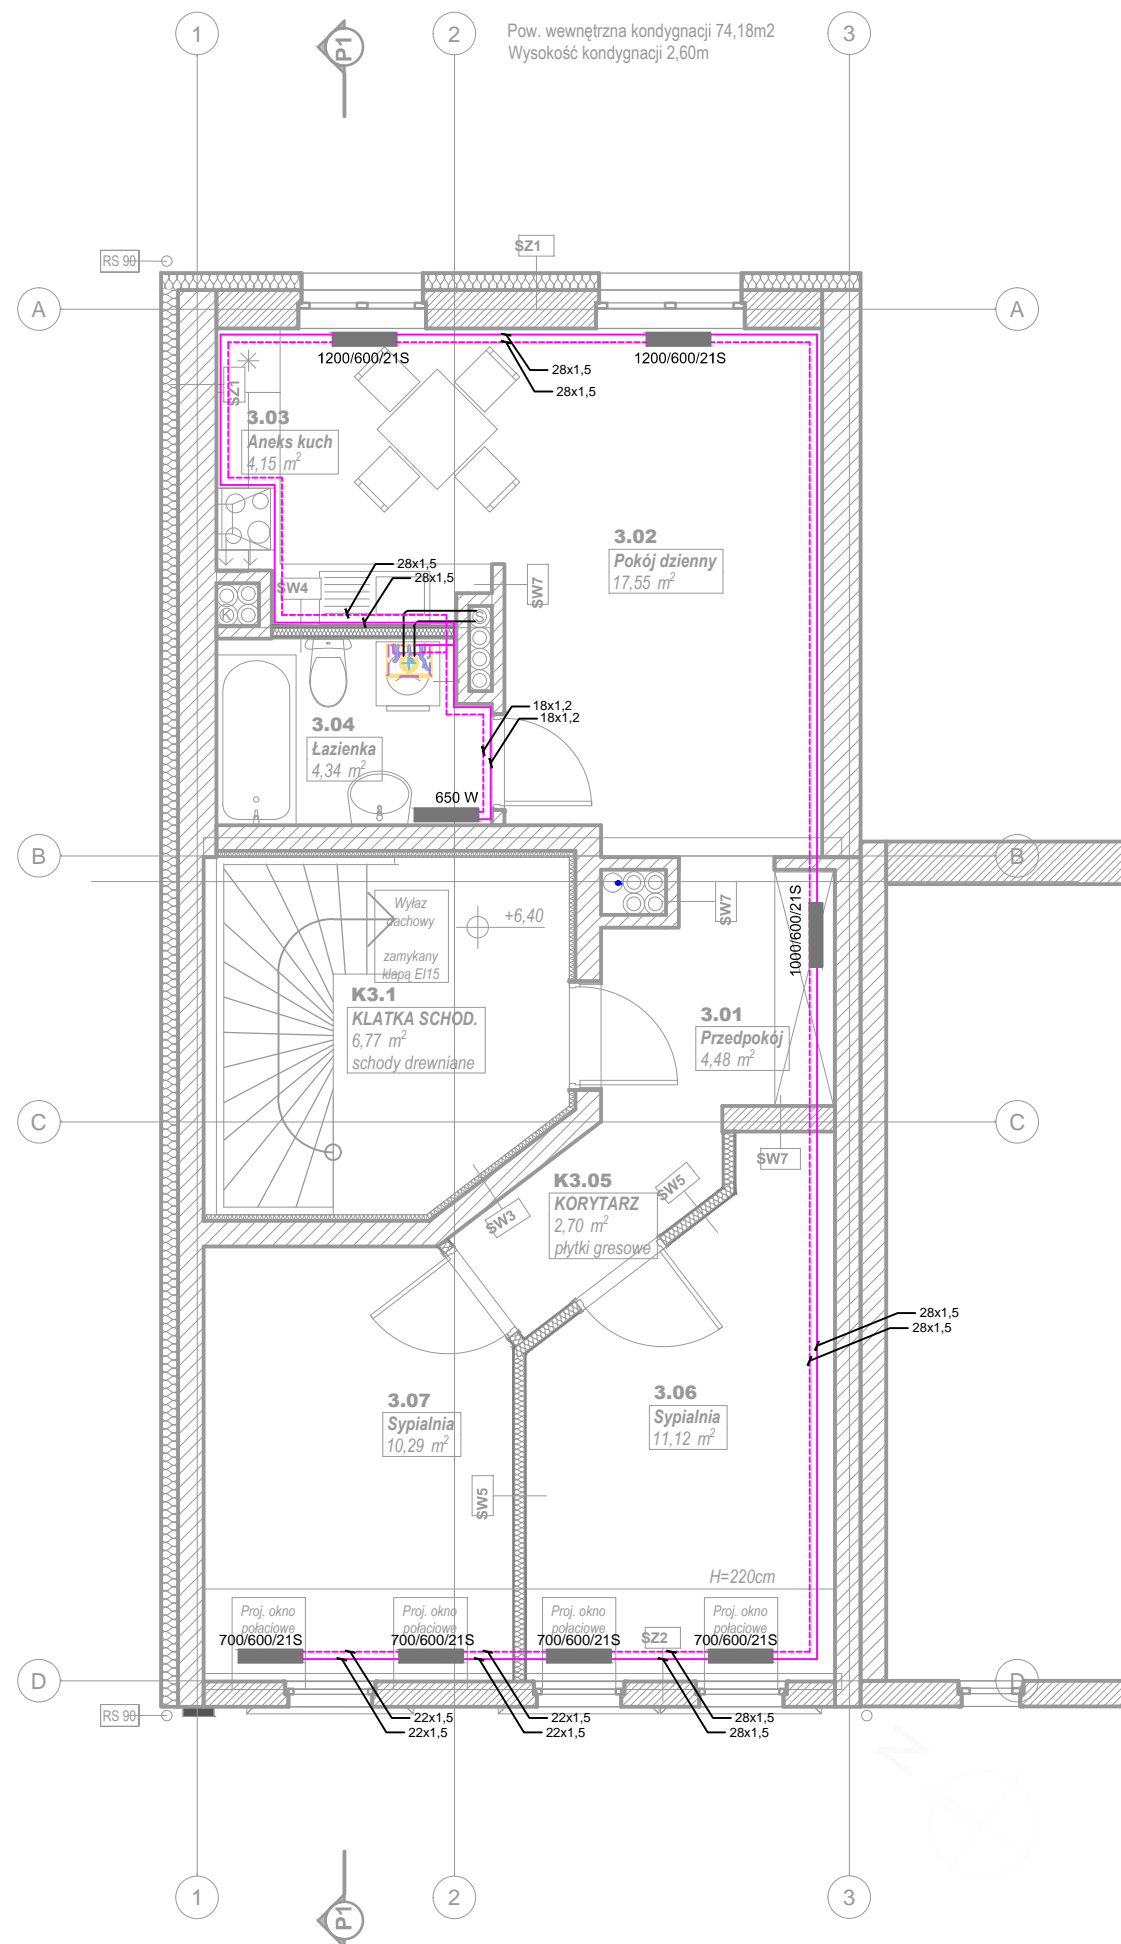 1
2
3
P1
Pow. wewnętrzna kondygnacji 74,18m2
Wysokość kondygnacji 2,60m
RS 90
SZ1
A
A
1200/600/21S
1200/600/21S
28x1,5
28x1,5
SZ1
3.03
Aneks kuch
4,15 m²
3.02
Pokój dzienny
17,55 m²
28x1,5
28x1,5
SW4
SW7
K
S
18x1,2
18x1,2
3.04
Łazienka
4,34 m²
650 W
B
B
Wyłaz
dachowy
zamykany
klapą EI15
+6,40
SW7
1000/600/21S
K3.1
KLATKA SCHOD.
6,77 m²
schody drewniane
3.01
Przedpokój
4,48 m²
C
C
SW7
K3.05
KORYTARZ
2,70 m²
płytki gresowe
SW5
SW3
28x1,5
28x1,5
3.07
Sypialnia
10,29 m²
3.06
Sypialnia
11,12 m²
SW5
H=220cm
Proj. okno
połaciowe
700/600/21S
Proj. okno
połaciowe
700/600/21S
Proj. okno
połaciowe
700/600/21S
Proj. okno
połaciowe
700/600/21S
SZ2
D
D
RS 90
22x1,5
22x1,5
22x1,5
22x1,5
28x1,5
28x1,5
N
1
2
3
P1